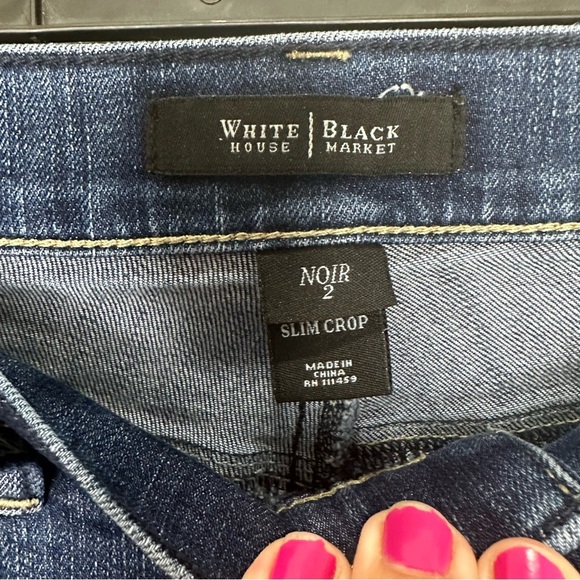 WHITE | BLACK
HOUSE MARKET
NOIR
2
SLIM CROP
MADE IN
CHINA
RN 111459